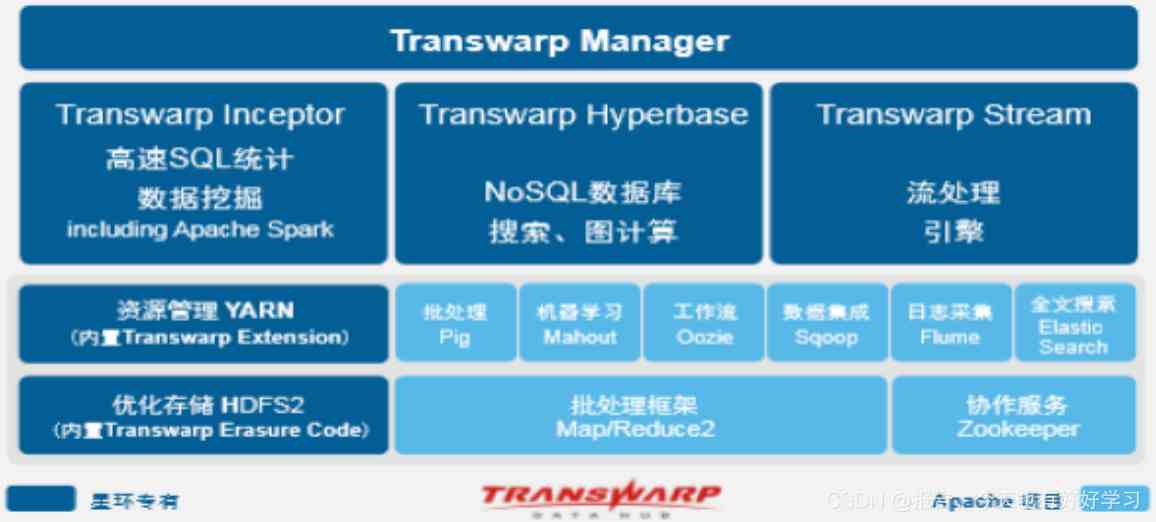 Transwarp Manager
Transwarp Inceptor
高速SQL统计
数据挖掘
including Apache Spark
Transwarp Hyperbase
NoSQL数据库
搜索、图计算
Transwarp Stream
流处理
引擎
资源管理 YARN
(内置Transwarp Extension)
批处理
Pig
机器学习
Mahout
工作流
Oozie
数据集成
Sqoop
日志采集
Flume
全文搜索
Elastic
Search
优化存储 HDFS2
(内置Transwarp Erasure Code)
批处理框架
Map/Reduce2
协作服务
Zookeeper
星环专有
TRANSWARP
DATA HUB
Apache
CSDN
好好学习